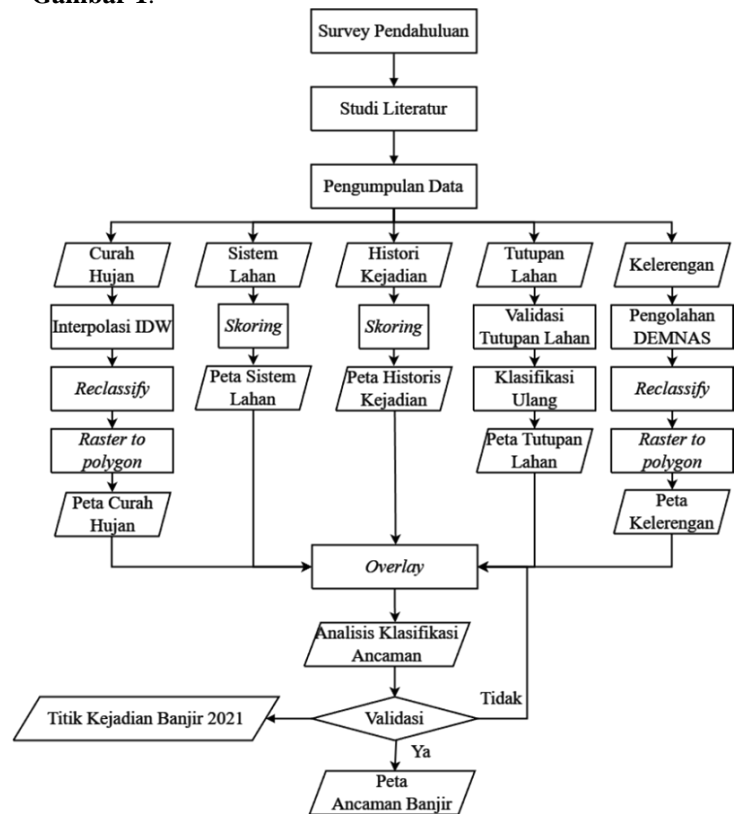 Gambar 1.
Survey Pendahuluan
Studi Literatur
Pengumpulan Data
Curah
Hujan
Sistem
Lahan
Histori
Kejadian
Tutupan
Lahan
Kelerengan
Interpolasi IDW
Skoring
Skoring
Validasi
Tutupan Lahan
Pengolahan
DEMNAS
Reclassify
Peta Sistem
Lahan
Peta Historis
Kejadian
Klasifikasi
Ulang
Reclassify
Raster to
polygon
Peta Tutupan
Lahan
Raster to
polygon
Peta Curah
Hujan
Peta
Kelerengan
Overlay
Analisis Klasifikasi
Ancaman
Tidak
Titik Kejadian Banjir 2021
Validasi
Ya
Peta
Ancaman Banjir